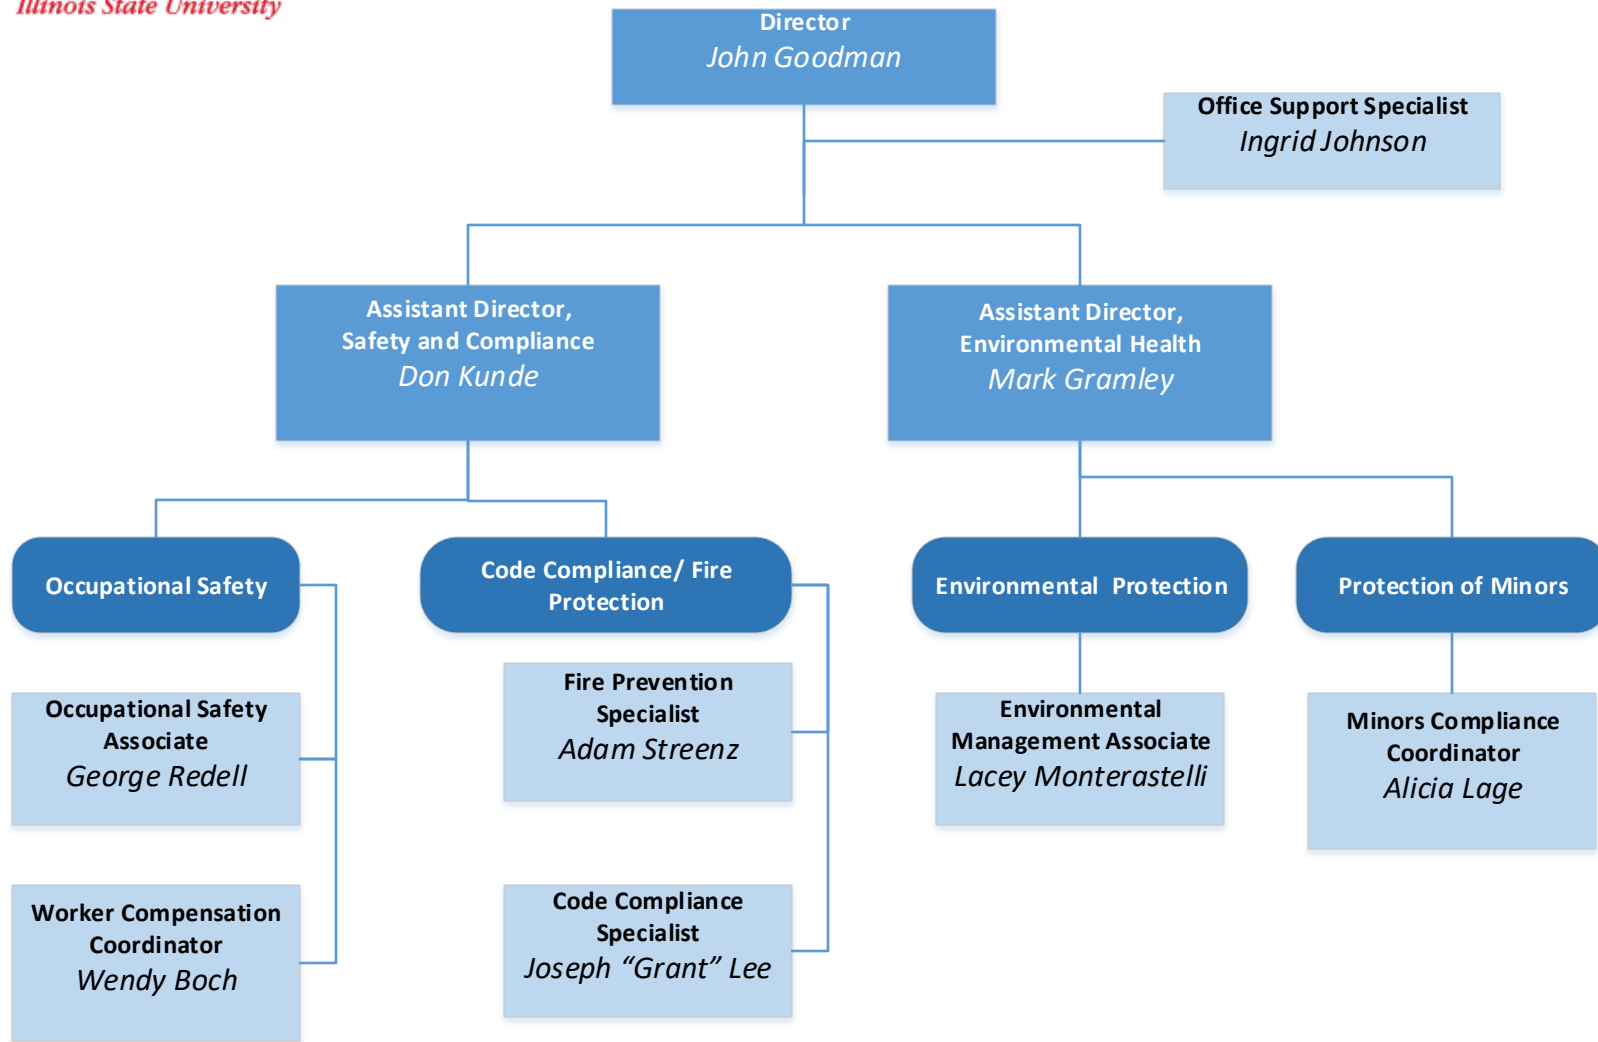 Illinois State University
Director
John Goodman
Office Support Specialist
Ingrid Johnson
Assistant Director,
Safety and Compliance
Don Kunde
Assistant Director,
Environmental Health
Mark Gramley
Occupational Safety
Code Compliance/ Fire
Protection
Environmental Protection
Protection of Minors
Occupational Safety
Associate
George Redell
Fire Prevention
Specialist
Adam Streenz
Environmental
Management Associate
Lacey Monterastelli
Minors Compliance
Coordinator
Alicia Lage
Worker Compensation
Coordinator
Wendy Boch
Code Compliance
Specialist
Joseph “Grant” Lee